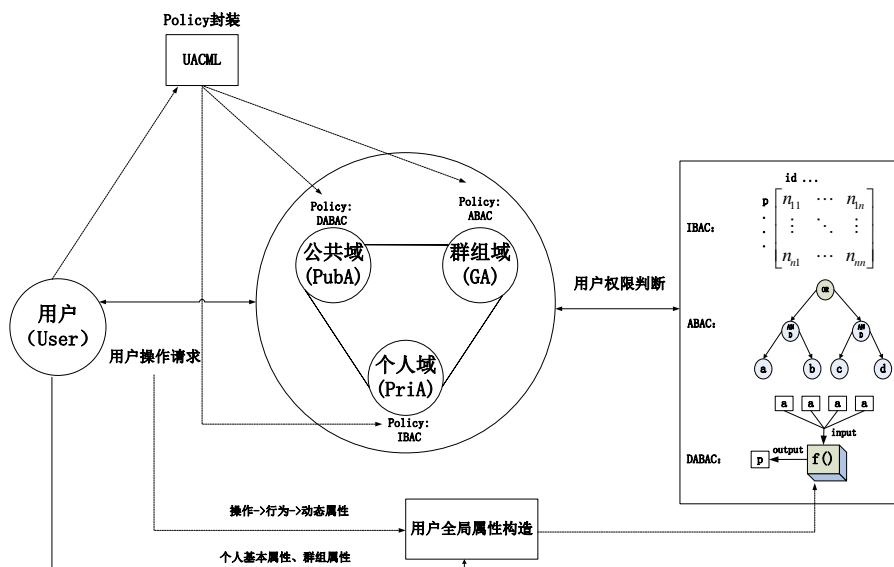 Policy封装
UACML
Policy:
DABAC
Policy:
ABAC
公共域
(PubA)
群组域
(GA)
个人域
(PriA)
Policy:
IBAC
用户
（User）
用户操作请求
用户权限判断
id ...
p
.
.
.
n11 ⋯ n1n
⋮ ⋱ ⋮
nn1 ⋯ nnn
IBAC:
OR
ABAC:
AN
D
AN
D
a
b
c
d
a
a
a
a
input
output
DABAC:
p
f()
操作->行为->动态属性
用户全局属性构造
个人基本属性、群组属性